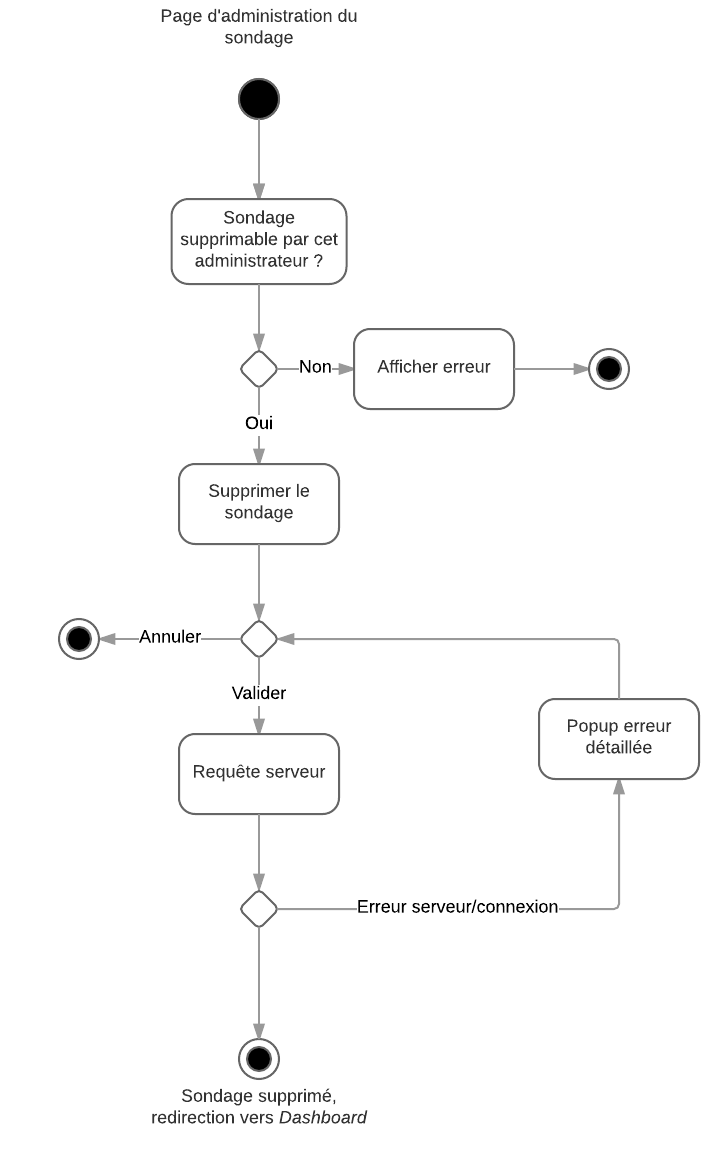 Page d'administration du
sondage
Sondage
supprimable par cet
administrateur ?
Non
Afficher erreur
Oui
Supprimer le
sondage
Annuler
Valider
Popup erreur
détaillée
Requête serveur
Erreur serveur/connexion
Sondage supprimé,
redirection vers Dashboard